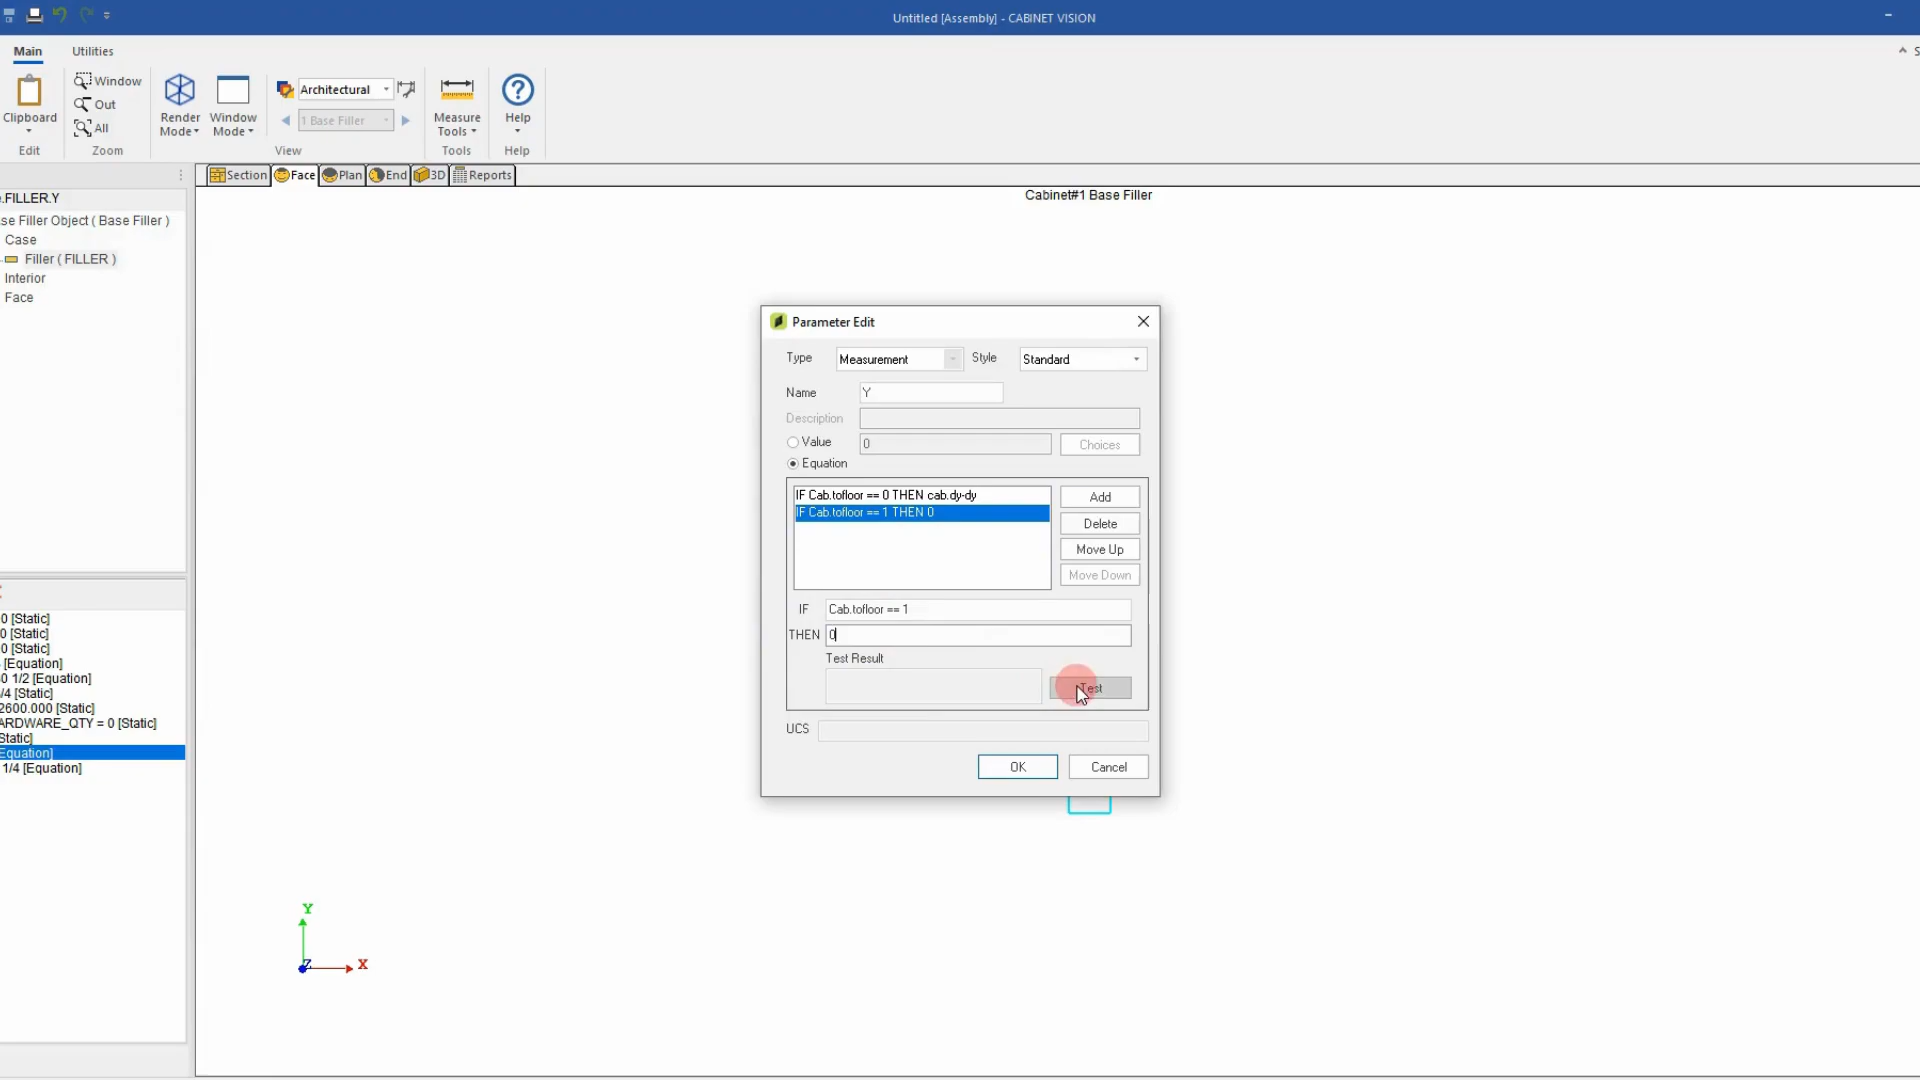 Untitled [Assembly] - CABINET VISION
Main
Utilities
Clipboard
Edit
Window
Out
All
Zoom
Render
Mode
Window
Mode
Architectural
1 Base Filler
View
Measure
Tools
Tools
Help
Help
.FILLER.Y
se Filler Object ( Base Filler )
Case
Filler ( FILLER )
Interior
Face
Section
Face
Plan
End
3D
Reports
Cabinet#1 Base Filler
Parameter Edit
Type
Measurement
Style
Standard
Name
Y
Description
Value
0
Choices
Equation
IF Cab.tofloor == 0 THEN cab.dy-dy
IF Cab.tofloor == 1 THEN 0
Add
Delete
Move Up
Move Down
IF
Cab.tofloor == 1
THEN
0
Test Result
Test
UCS
OK
Cancel
0 [Static]
0 [Static]
0 [Static]
[Equation]
0 1/2 [Equation]
/4 [Static]
2600.000 [Static]
ARDWARE_QTY = 0 [Static]
Static]
Equation]
1/4 [Equation]
Y
Z
X